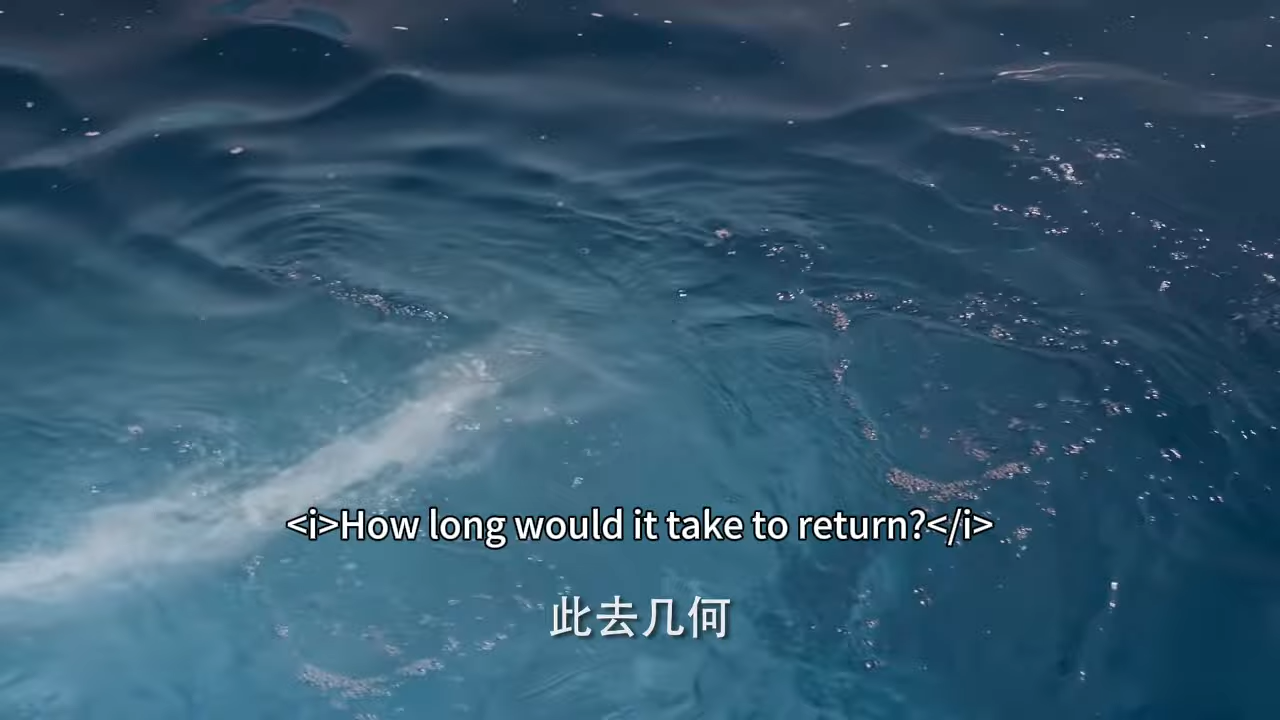 <i>How long would it take to return?</i>
此去几何